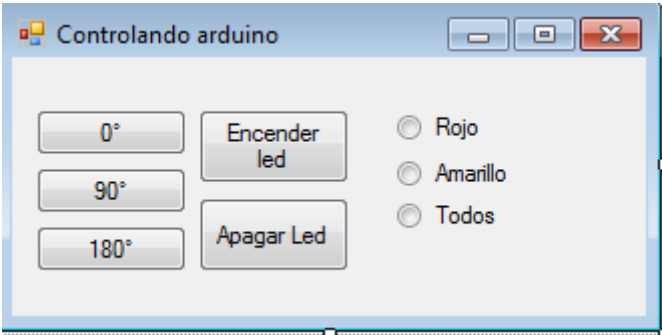 Controlando arduino
0°
90°
180°
Encender
led
Apagar Led
Rojo
Amarillo
Todos